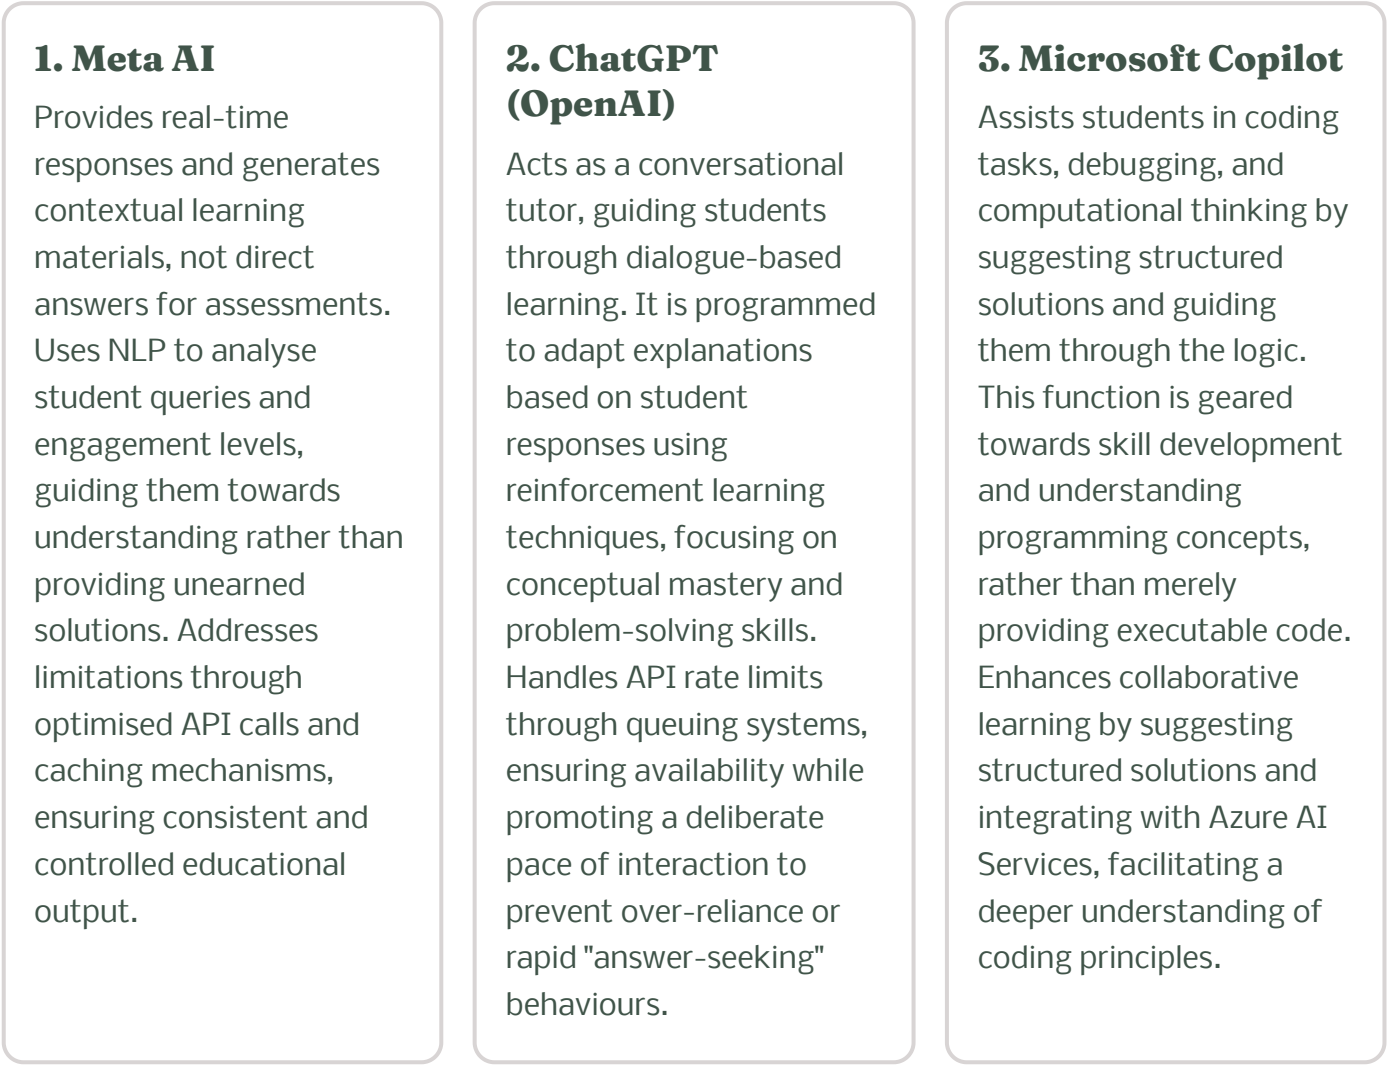 1. Meta AI
Provides real-time
responses and generates
contextual learning
materials, not direct
answers for assessments.
Uses NLP to analyse
student queries and
engagement levels,
guiding them towards
understanding rather than
providing unearned
solutions. Addresses
limitations through
optimised API calls and
caching mechanisms,
ensuring consistent and
controlled educational
output.
2. ChatGPT
(OpenAI)
Acts as a conversational
tutor, guiding students
through dialogue-based
learning. It is programmed
to adapt explanations
based on student
responses using
reinforcement learning
techniques, focusing on
conceptual mastery and
problem-solving skills.
Handles API rate limits
through queuing systems,
ensuring availability while
promoting a deliberate
pace of interaction to
prevent over-reliance or
rapid "answer-seeking"
behaviours.
3. Microsoft Copilot
Assists students in coding
tasks, debugging, and
computational thinking by
suggesting structured
solutions and guiding
them through the logic.
This function is geared
towards skill development
and understanding
programming concepts,
rather than merely
providing executable code.
Enhances collaborative
learning by suggesting
structured solutions and
integrating with Azure AI
Services, facilitating a
deeper understanding of
coding principles.